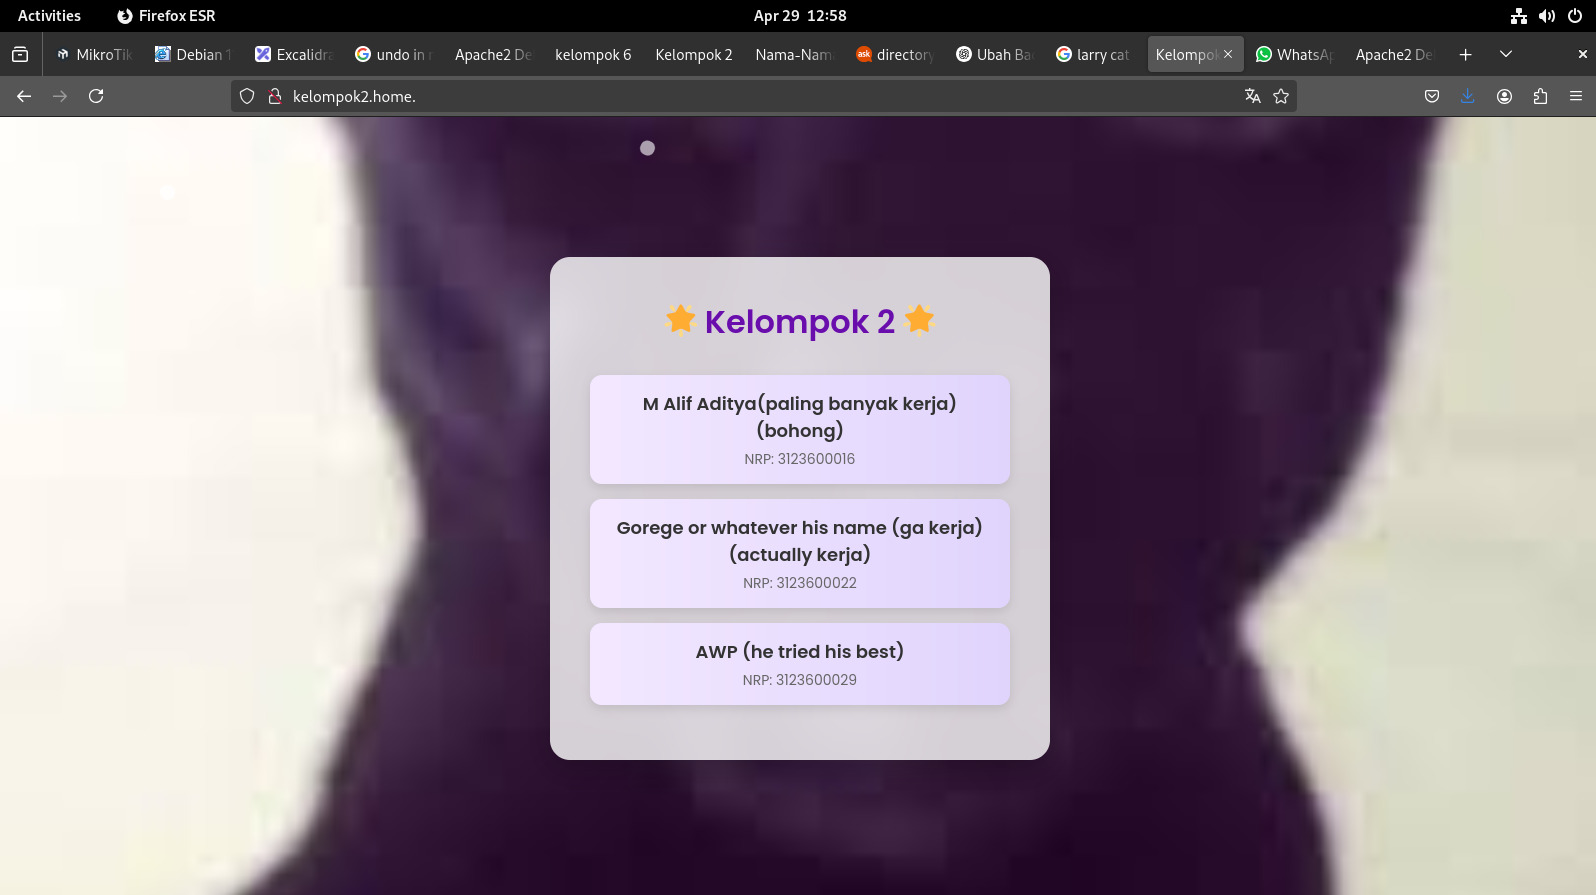 Activities
Firefox ESR
Apr 29 12:58
MikroTik
Debian 1
Excalidra
undo in n
Apache2 De
kelompok 6
Kelompok 2
Nama-Nam
ask
directory
Ubah Bac
larry cat
Kelompok
WhatsAp
Apache2 De
kelompok2.home.
🌟 Kelompok 2 🌟
M Alif Aditya(paling banyak kerja)
(bohong)
NRP: 3123600016
Gorege or whatever his name (ga kerja)
(actually kerja)
NRP: 3123600022
AWP (he tried his best)
NRP: 3123600029